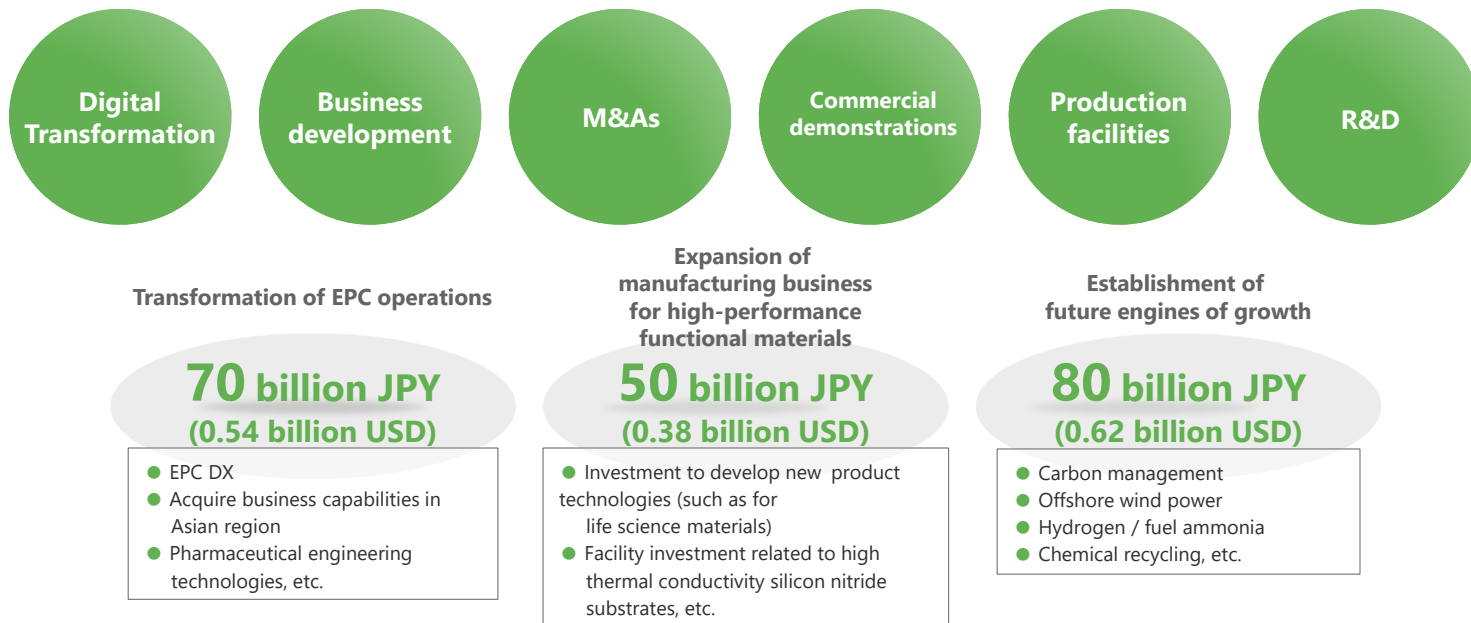 Digital
Transformation
Business
development
M&As
Commercial
demonstrations
Production
facilities
R&D
Transformation of EPC operations
70 billion JPY
(0.54 billion USD)
● EPC DX
● Acquire business capabilities in
Asian region
● Pharmaceutical engineering
technologies, etc.
Expansion of
manufacturing business
for high-performance
functional materials
50 billion JPY
(0.38 billion USD)
● Investment to develop new product
technologies (such as for
life science materials)
● Facility investment related to high
thermal conductivity silicon nitride
substrates, etc.
Establishment of
future engines of growth
80 billion JPY
(0.62 billion USD)
● Carbon management
● Offshore wind power
● Hydrogen / fuel ammonia
● Chemical recycling, etc.